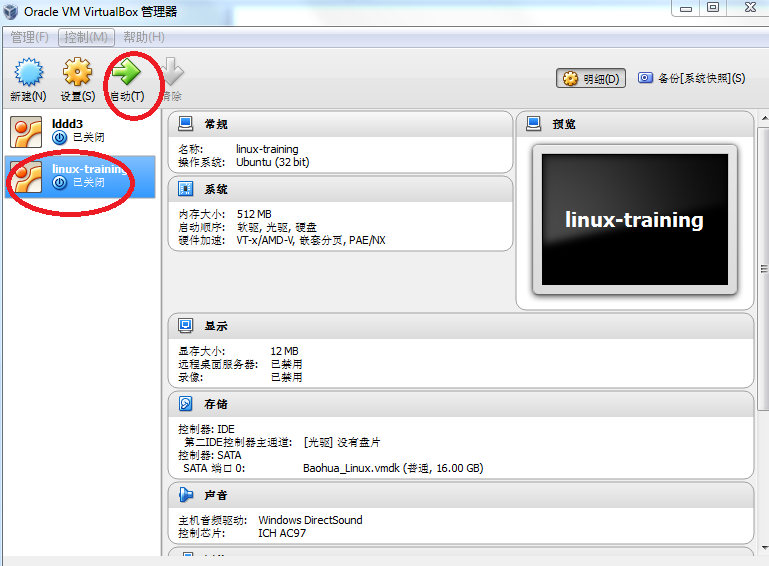 Oracle VM VirtualBox 管理器
管理(F) 控制(M) 帮助(H)
新建(N) 设置(S) 启动(T) 清除
明细(D) 备份[系统快照](S)
lddd3
已关闭
linux-training
已关闭
常规
名称: linux-training
操作系统: Ubuntu (32 bit)
系统
内存大小: 512 MB
启动顺序: 软驱, 光驱, 硬盘
硬件加速: VT-x/AMD-V, 嵌套分页, PAE/NX
预览
linux-training
显示
显存大小: 12 MB
远程桌面服务器: 已禁用
录像: 已禁用
存储
控制器: IDE
第二IDE控制器主通道: [光驱] 没有盘片
控制器: SATA
SATA 端口 0: Baohua_Linux.vmdk (普通, 16.00 GB)
声音
主机音频驱动: Windows DirectSound
控制芯片: ICH AC97